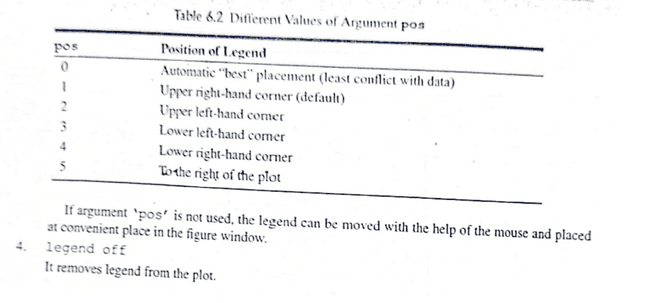 Table 6.2 Different Values of Argument pos
pos Position of Legend
0 Automatic "best" placement (least conflict with data)
1 Upper right-hand corner (default)
2 Upper left-hand corner
3 Lower left-hand corner
4 Lower right-hand corner
5 To the right of the plot
If argument 'pos' is not used, the legend can be moved with the help of the mouse and placed
at convenient place in the figure window.
4. legend off
It removes legend from the plot.